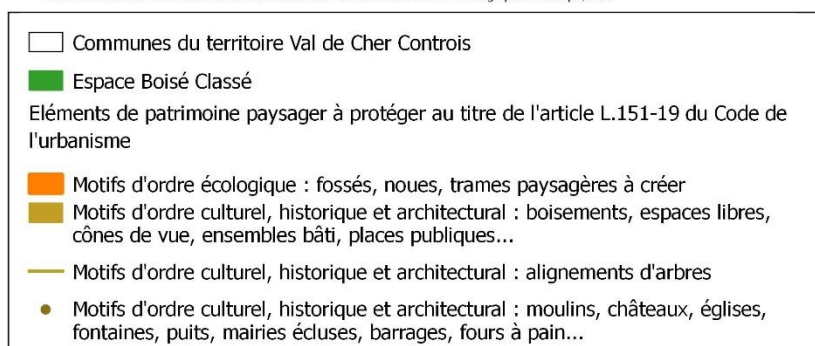 Communes du territoire Val de Cher Controis
Espace Boisé Classé
Eléments de patrimoine paysager à protéger au titre de l'article L.151-19 du Code de
l'urbanisme
Motifs d'ordre écologique : fossés, noues, trames paysagères à créer
Motifs d'ordre culturel, historique et architectural : boisements, espaces libres,
cônes de vue, ensembles bâti, places publiques...
Motifs d'ordre culturel, historique et architectural : alignements d'arbres
Motifs d'ordre culturel, historique et architectural : moulins, châteaux, églises,
fontaines, puits, mairies écluses, barrages, fours à pain...